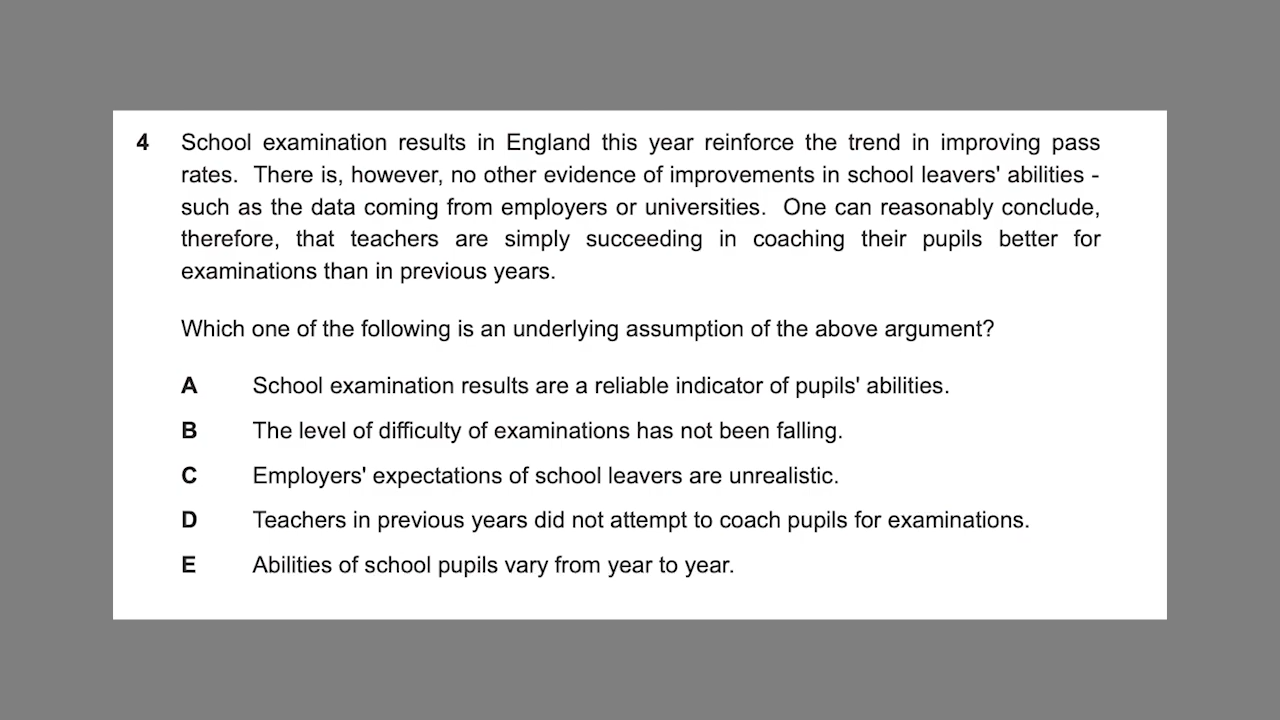 4 School examination results in England this year reinforce the trend in improving pass
rates. There is, however, no other evidence of improvements in school leavers' abilities -
such as the data coming from employers or universities. One can reasonably conclude,
therefore, that teachers are simply succeeding in coaching their pupils better for
examinations than in previous years.
Which one of the following is an underlying assumption of the above argument?
A School examination results are a reliable indicator of pupils' abilities.
B The level of difficulty of examinations has not been falling.
C Employers' expectations of school leavers are unrealistic.
D Teachers in previous years did not attempt to coach pupils for examinations.
E Abilities of school pupils vary from year to year.